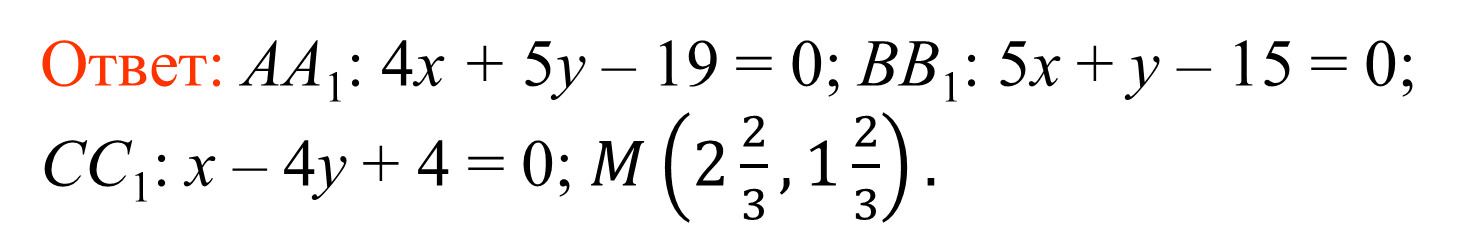 Ответ: AA₁: 4x + 5y – 19 = 0; BB₁: 5x + y – 15 = 0;
CC₁: x – 4y + 4 = 0; M (2 2/3, 1 2/3).